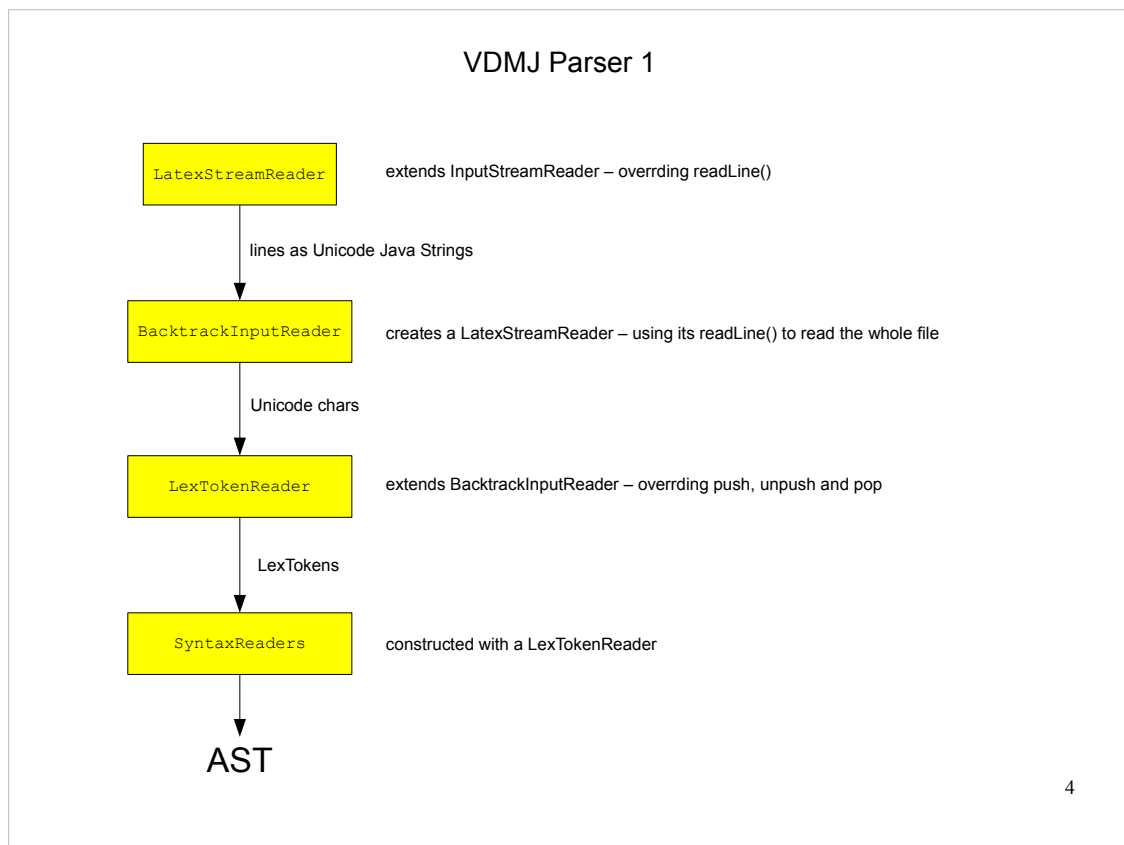 VDMJ Parser 1
LatexStreamReader
extends InputStreamReader – overrding readLine()
lines as Unicode Java Strings
BacktrackInputReader
creates a LatexStreamReader – using its readLine() to read the whole file
Unicode chars
LexTokenReader
extends BacktrackInputReader – overrding push, unpush and pop
LexTokens
SyntaxReaders
constructed with a LexTokenReader
AST
4